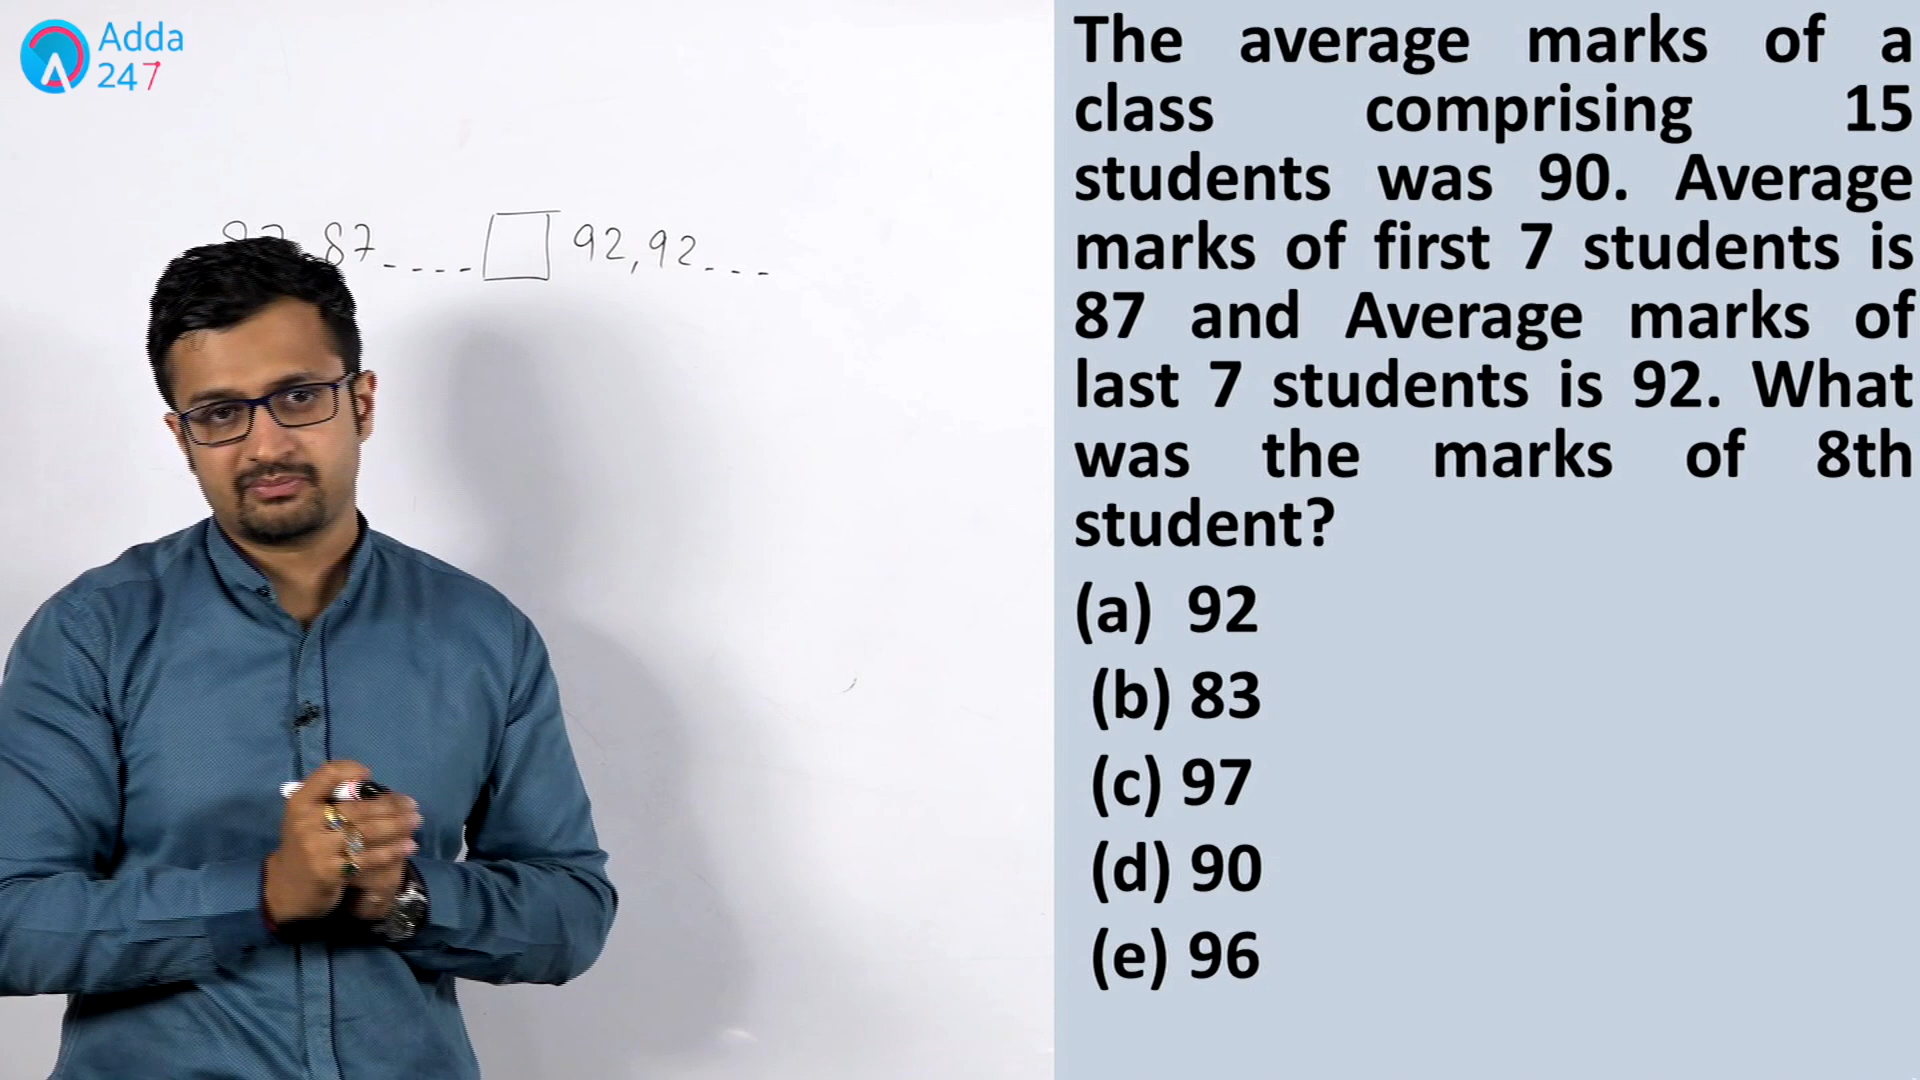 Adda
247
87 - - - - 92,92 - - -
The average marks of a
class comprising 15
students was 90. Average
marks of first 7 students is
87 and Average marks of
last 7 students is 92. What
was the marks of 8th
student?
(a) 92
(b) 83
(c) 97
(d) 90
(e) 96